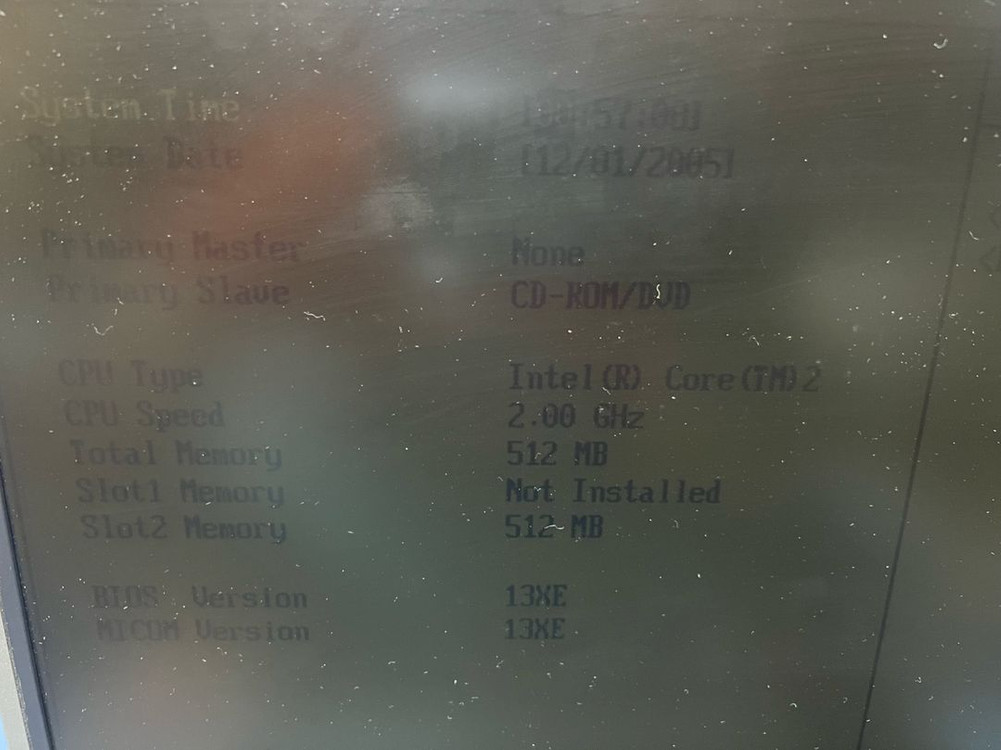 System Time
System Date [12/01/2005]
Primary Master None
Primary Slave CD-ROM/DVD
CPU Type Intel(R) Core(TM)2
CPU Speed 2.00 GHz
Total Memory 512 MB
Slot1 Memory Not Installed
Slot2 Memory 512 MB
BIOS Version 13XE
MICOM Version 13XE